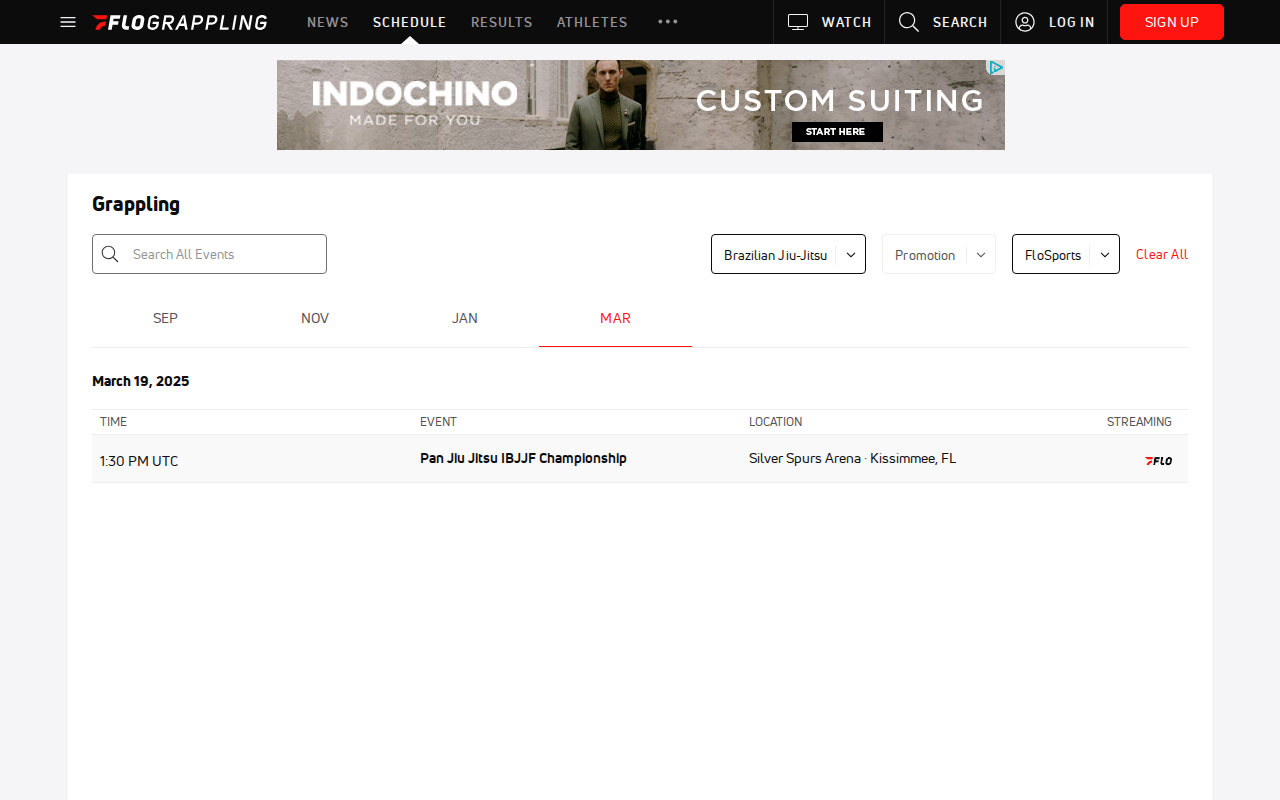 FLOGRAPPLING NEWS SCHEDULE RESULTS ATHLETES WATCH SEARCH LOG IN SIGN UP
INDOCHINO
MADE FOR YOU
CUSTOM SUITING
START HERE
Grappling
Search All Events Brazilian Jiu-Jitsu Promotion FloSports Clear All
SEP NOV JAN MAR
March 19, 2025
TIME EVENT LOCATION STREAMING
1:30 PM UTC Pan Jiu Jitsu IBJJF Championship Silver Spurs Arena · Kissimmee, FL FLO